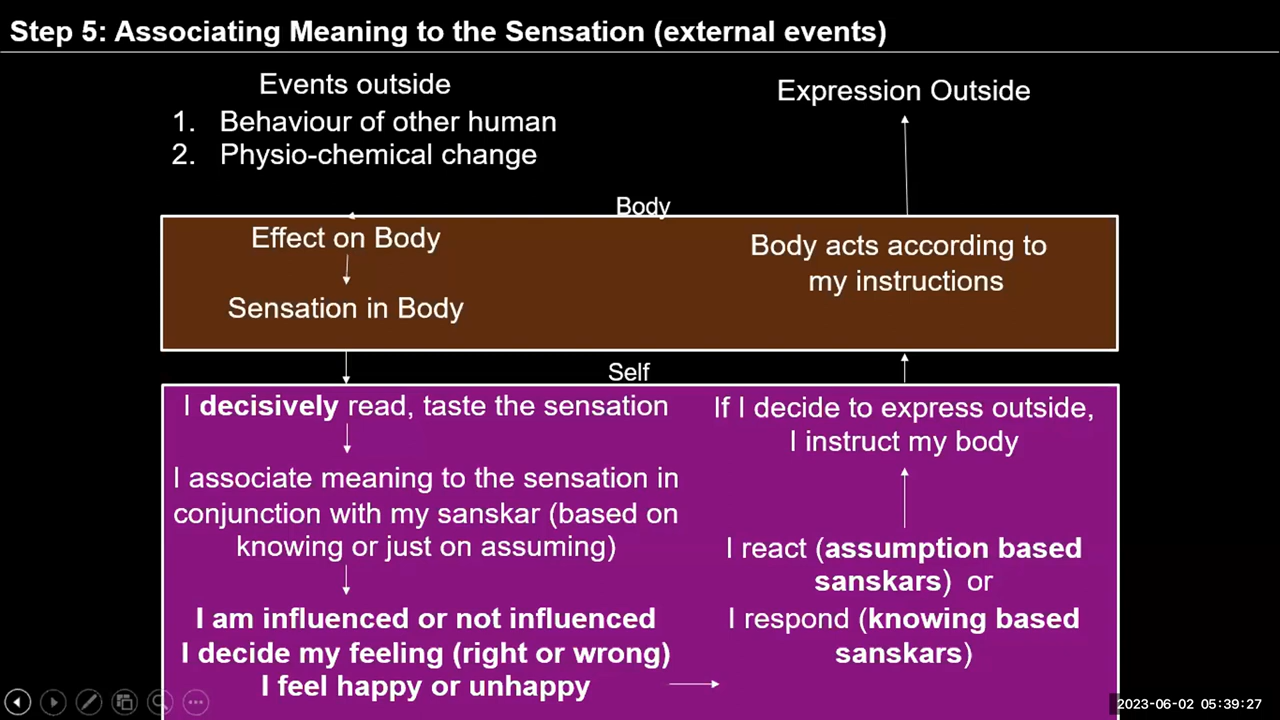 Step 5: Associating Meaning to the Sensation (external events)
Events outside
1. Behaviour of other human
2. Physio-chemical change
Expression Outside
Body
Effect on Body
Sensation in Body
Body acts according to
my instructions
Self
I decisively read, taste the sensation
I associate meaning to the sensation in
conjunction with my sanskar (based on
knowing or just on assuming)
I am influenced or not influenced
I decide my feeling (right or wrong)
I feel happy or unhappy
If I decide to express outside,
I instruct my body
I react (assumption based
sanskars) or
I respond (knowing based
sanskars)
2023-06-02 05:39:27